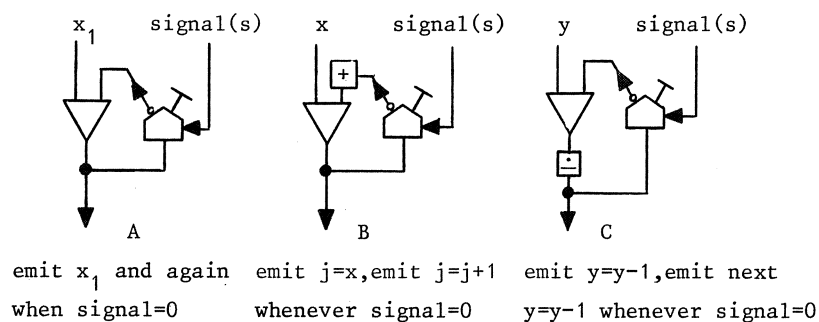 x1 signal(s) x signal(s) y signal(s)
+
∸
A B C
emit x1 and again emit j=x,emit j=j+1 emit y=y-1,emit next
when signal=0 whenever signal=0 y=y-1 whenever signal=0